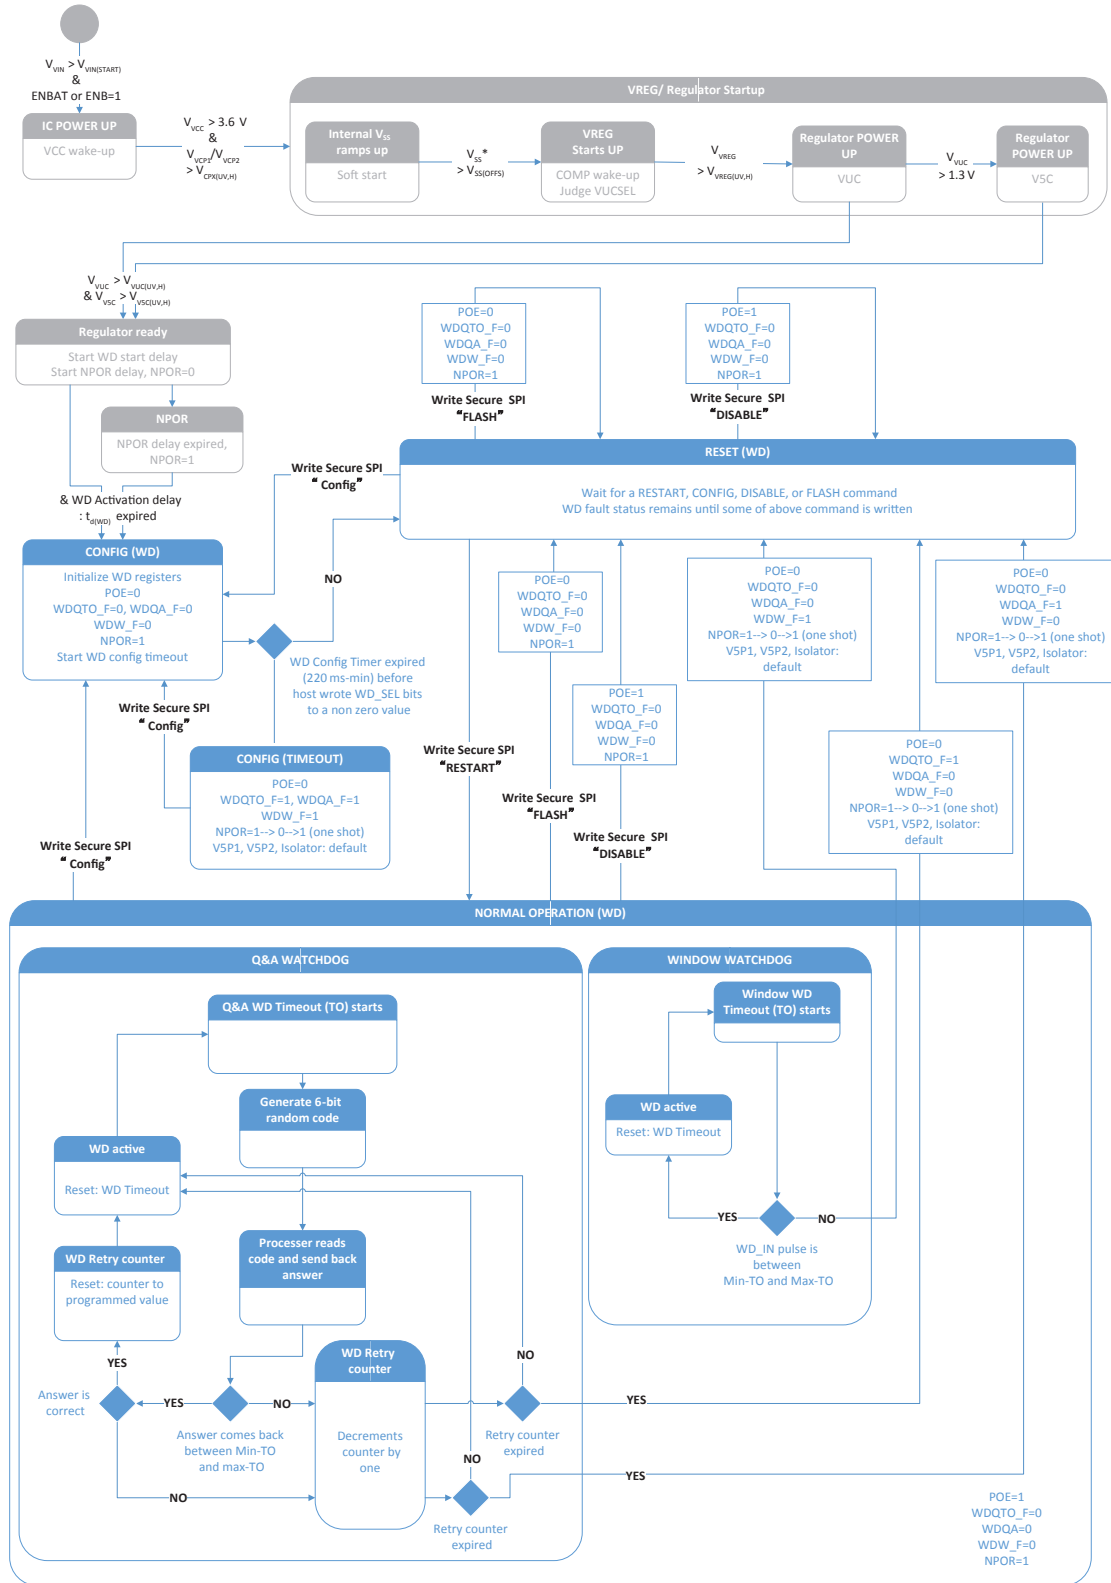 V_VIN > V_VIN(START)
&
ENBAT or ENB=1
IC POWER UP
VCC wake-up
V_VCC > 3.6 V
&
V_VCP1/V_VCP2
> V_CPX(UV,H)
VREG/ Regulator Startup
Internal V_SS
ramps up
Soft start
V_SS*
> V_SS(OFFS)
VREG
Starts UP
COMP wake-up
Judge VUCSEL
V_VREG
> V_VREG(UV,H)
Regulator POWER
UP
VUC
V_VUC
> 1.3 V
Regulator
POWER UP
V5C
V_VUC > V_VUC(UV,H)
& V_V5C > V_V5C(UV,H)
Regulator ready
Start WD start delay
Start NPOR delay, NPOR=0
NPOR
NPOR delay expired,
NPOR=1
& WD Activation delay
: t_d(WD) expired
POE=0
WDQTO_F=0
WDQA_F=0
WDW_F=0
NPOR=1
Write Secure SPI
“FLASH”
POE=1
WDQTO_F=0
WDQA_F=0
WDW_F=0
NPOR=1
Write Secure SPI
“DISABLE”
Write Secure SPI
“ Config”
RESET (WD)
Wait for a RESTART, CONFIG, DISABLE, or FLASH command
WD fault status remains until some of above command is written
CONFIG (WD)
Initialize WD registers
POE=0
WDQTO_F=0, WDQA_F=0
WDW_F=0
NPOR=1
Start WD config timeout
NO
WD Config Timer expired
(220 ms-min) before
host wrote WD_SEL bits
to a non zero value
Write Secure SPI
“ Config”
CONFIG (TIMEOUT)
POE=0
WDQTO_F=1, WDQA_F=1
WDW_F=1
NPOR=1--> 0-->1 (one shot)
V5P1, V5P2, Isolator: default
Write Secure SPI
“ Config”
Write Secure SPI
“RESTART”
POE=0
WDQTO_F=0
WDQA_F=0
WDW_F=0
NPOR=1
Write Secure SPI
“FLASH”
POE=1
WDQTO_F=0
WDQA_F=0
WDW_F=0
NPOR=1
Write Secure SPI
“DISABLE”
POE=0
WDQTO_F=0
WDQA_F=0
WDW_F=1
NPOR=1--> 0-->1 (one shot)
V5P1, V5P2, Isolator:
default
POE=0
WDQTO_F=1
WDQA_F=0
WDW_F=0
NPOR=1--> 0-->1 (one shot)
V5P1, V5P2, Isolator:
default
POE=0
WDQTO_F=0
WDQA_F=1
WDW_F=0
NPOR=1--> 0-->1 (one shot)
V5P1, V5P2, Isolator:
default
NORMAL OPERATION (WD)
Q&A WATCHDOG
Q&A WD Timeout (TO) starts
Generate 6-bit
random code
WD active
Reset: WD Timeout
Processer reads
code and send back
answer
WD Retry counter
Reset: counter to
programmed value
YES
Answer is
correct
YES
Answer comes back
between Min-TO
and max-TO
NO
NO
WD Retry
counter
Decrements
counter by
one
NO
Retry counter
expired
YES
NO
Retry counter
expired
YES
WINDOW WATCHDOG
Window WD
Timeout (TO) starts
WD active
Reset: WD Timeout
YES
NO
WD_IN pulse is
between
Min-TO and Max-TO
POE=1
WDQTO_F=0
WDQA=0
WDW_F=0
NPOR=1